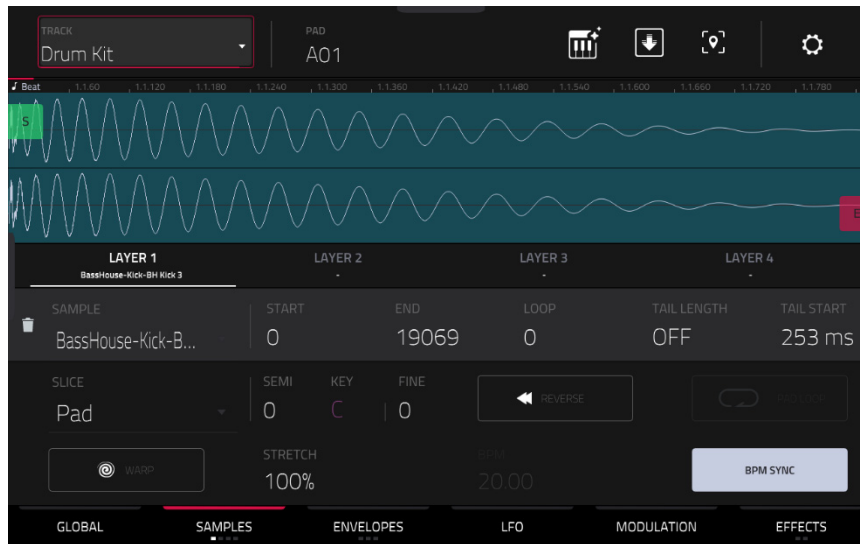 TRACK
Drum Kit
PAD
A01
Beat 1.1.60 1.1.120 1.1.180 1.1.240 1.1.300 1.1.360 1.1.420 1.1.480 1.1.540 1.1.600 1.1.660 1.1.720 1.1.780
S
E
LAYER 1 LAYER 2 LAYER 3 LAYER 4
BassHouse-Kick-BH Kick 3 - - -
SAMPLE START END LOOP TAIL LENGTH TAIL START
BassHouse-Kick-B... 0 19069 0 OFF 253 ms
SLICE SEMI KEY FINE
Pad 0 C 0
REVERSE PAD LOOP
STRETCH BPM
WARP 100% 20.00 BPM SYNC
GLOBAL SAMPLES ENVELOPES LFO MODULATION EFFECTS